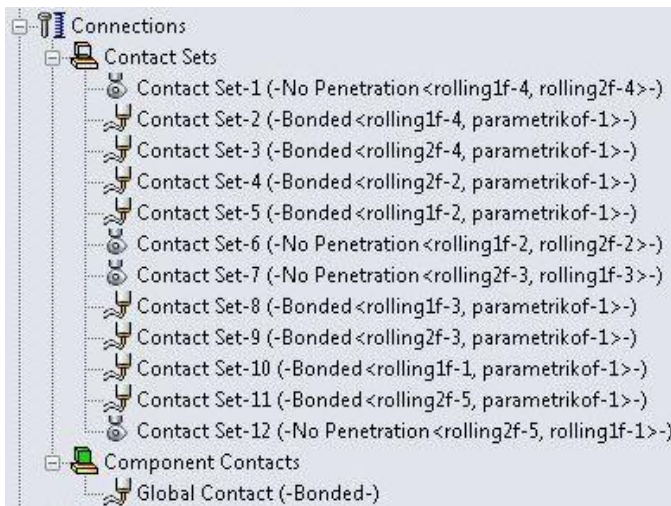 Connections
Contact Sets
Contact Set-1 (-No Penetration<rolling1f-4, rolling2f-4>-)
Contact Set-2 (-Bonded<rolling1f-4, parametrikof-1>-)
Contact Set-3 (-Bonded<rolling2f-4, parametrikof-1>-)
Contact Set-4 (-Bonded<rolling2f-2, parametrikof-1>-)
Contact Set-5 (-Bonded<rolling1f-2, parametrikof-1>-)
Contact Set-6 (-No Penetration<rolling1f-2, rolling2f-2>-)
Contact Set-7 (-No Penetration<rolling2f-3, rolling1f-3>-)
Contact Set-8 (-Bonded<rolling1f-3, parametrikof-1>-)
Contact Set-9 (-Bonded<rolling2f-3, parametrikof-1>-)
Contact Set-10 (-Bonded<rolling1f-1, parametrikof-1>-)
Contact Set-11 (-Bonded<rolling2f-5, parametrikof-1>-)
Contact Set-12 (-No Penetration<rolling2f-5, rolling1f-1>-)
Component Contacts
Global Contact (-Bonded-)